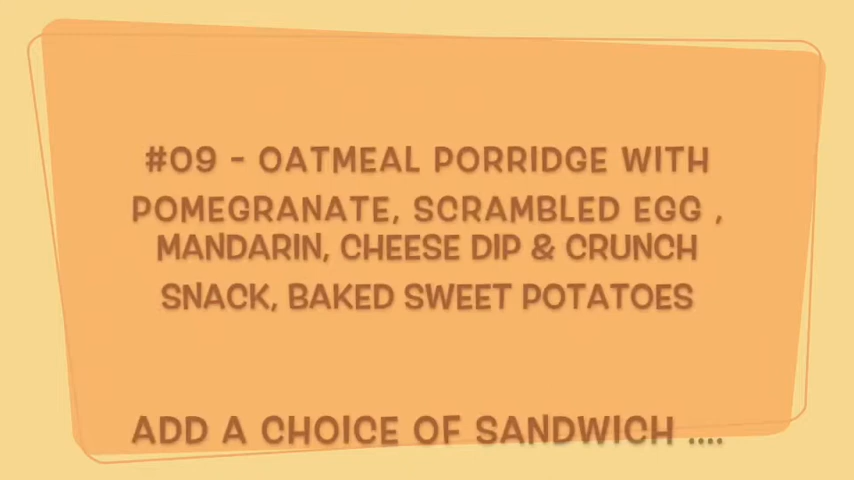 #09 - OATMEAL PORRIDGE WITH
POMEGRANATE, SCRAMBLED EGG ,
MANDARIN, CHEESE DIP & CRUNCH
SNACK, BAKED SWEET POTATOES
ADD A CHOICE OF SANDWICH ....